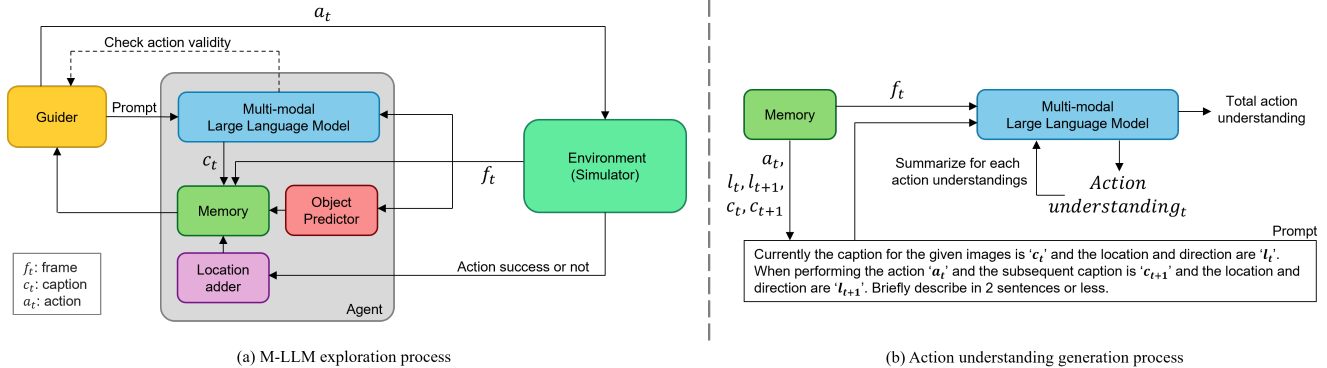 a_t
Check action validity
Guider
Prompt
Multi-modal
Large Language Model
c_t
f_t
Environment
(Simulator)
Memory
Object
Predictor
Location
adder
Action success or not
Agent
f_t: frame
c_t: caption
a_t: action
(a) M-LLM exploration process
Memory
f_t
Multi-modal
Large Language Model
Total action
understanding
a_t,
l_t, l_{t+1},
c_t, c_{t+1}
Summarize for each
action understandings
Action
understanding_t
Prompt
Currently the caption for the given images is ‘c_t’ and the location and direction are ‘l_t’.
When performing the action ‘a_t’ and the subsequent caption is ‘c_{t+1}’ and the location and
direction are ‘l_{t+1}’. Briefly describe in 2 sentences or less.
(b) Action understanding generation process